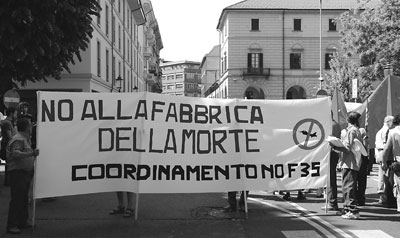 NO ALLA FABBRICA
DELLA MORTE
COORDINAMENTO NO F35